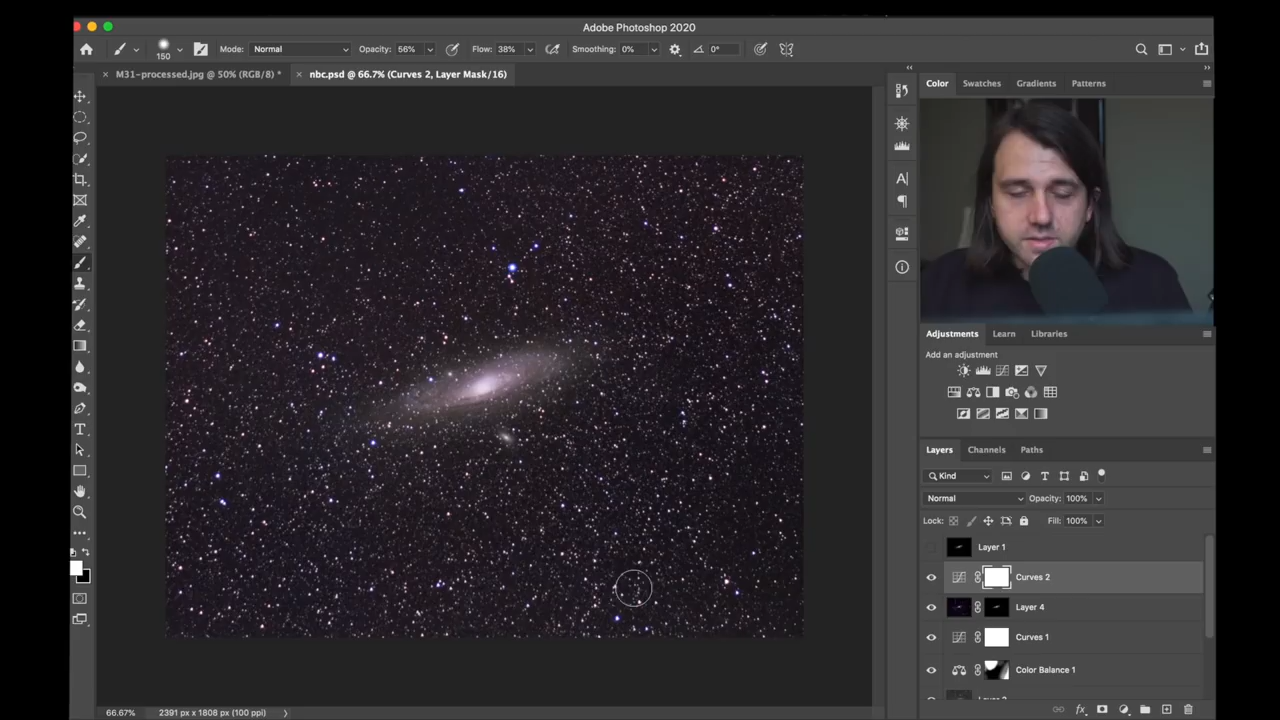 Adobe Photoshop 2020
150 Mode: Normal Opacity: 56% Flow: 38% Smoothing: 0% 0°
× M31-processed.jpg @ 50% (RGB/8) * × nbc.psd @ 66.7% (Curves 2, Layer Mask/16)
Color Swatches Gradients Patterns
Adjustments Learn Libraries
Add an adjustment
Layers Channels Paths
Kind
Normal Opacity: 100%
Lock: Fill: 100%
Layer 1
Curves 2
Layer 4
Curves 1
Color Balance 1
66.67% 2391 px x 1808 px (100 ppi)